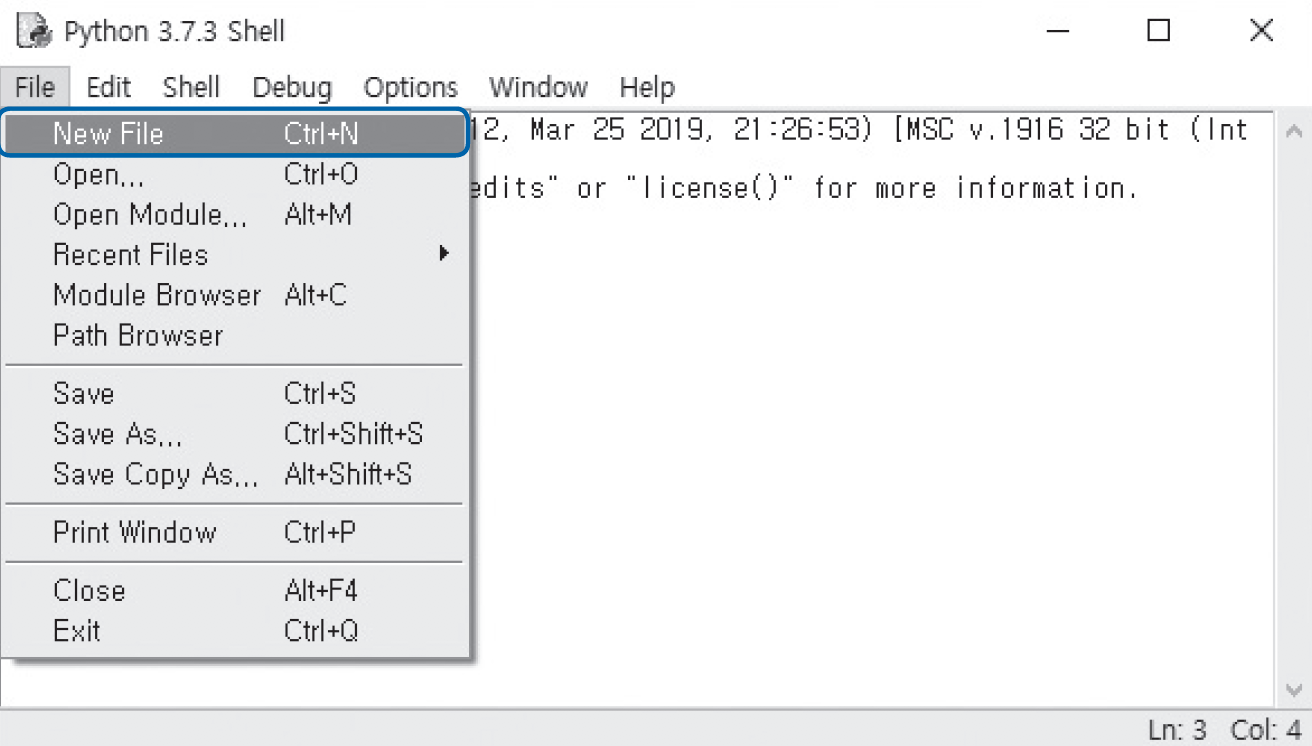 Python 3.7.3 Shell
File Edit Shell Debug Options Window Help
12, Mar 25 2019, 21:26:53) [MSC v.1916 32 bit (Int
edits" or "license()" for more information.
New File Ctrl+N
Open... Ctrl+O
Open Module... Alt+M
Recent Files
Module Browser Alt+C
Path Browser
Save Ctrl+S
Save As... Ctrl+Shift+S
Save Copy As... Alt+Shift+S
Print Window Ctrl+P
Close Alt+F4
Exit Ctrl+Q
Ln: 3 Col: 4